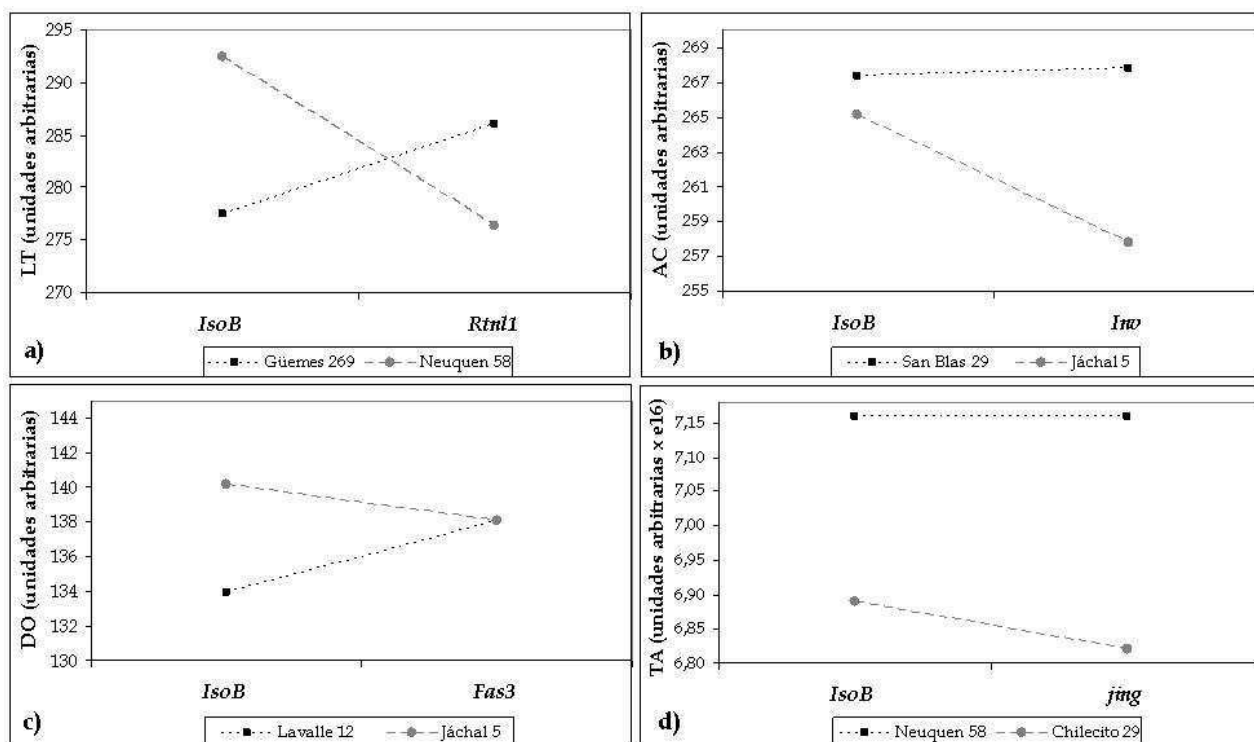 LT (unidades arbitrarias)
295
290
285
280
275
270
IsoB Rtnl1
a)
Güemes 269 Neuquen 58
AC (unidades arbitrarias)
269
267
265
263
261
259
257
255
IsoB Inv
b)
San Blas 29 Jáchal 5
DO (unidades arbitrarias)
144
142
140
138
136
134
132
130
IsoB Fas3
c)
Lavalle 12 Jáchal 5
TA (unidades arbitrarias x e16)
7,15
7,10
7,05
7,00
6,95
6,90
6,85
6,80
IsoB jing
d)
Neuquen 58 Chilecito 29